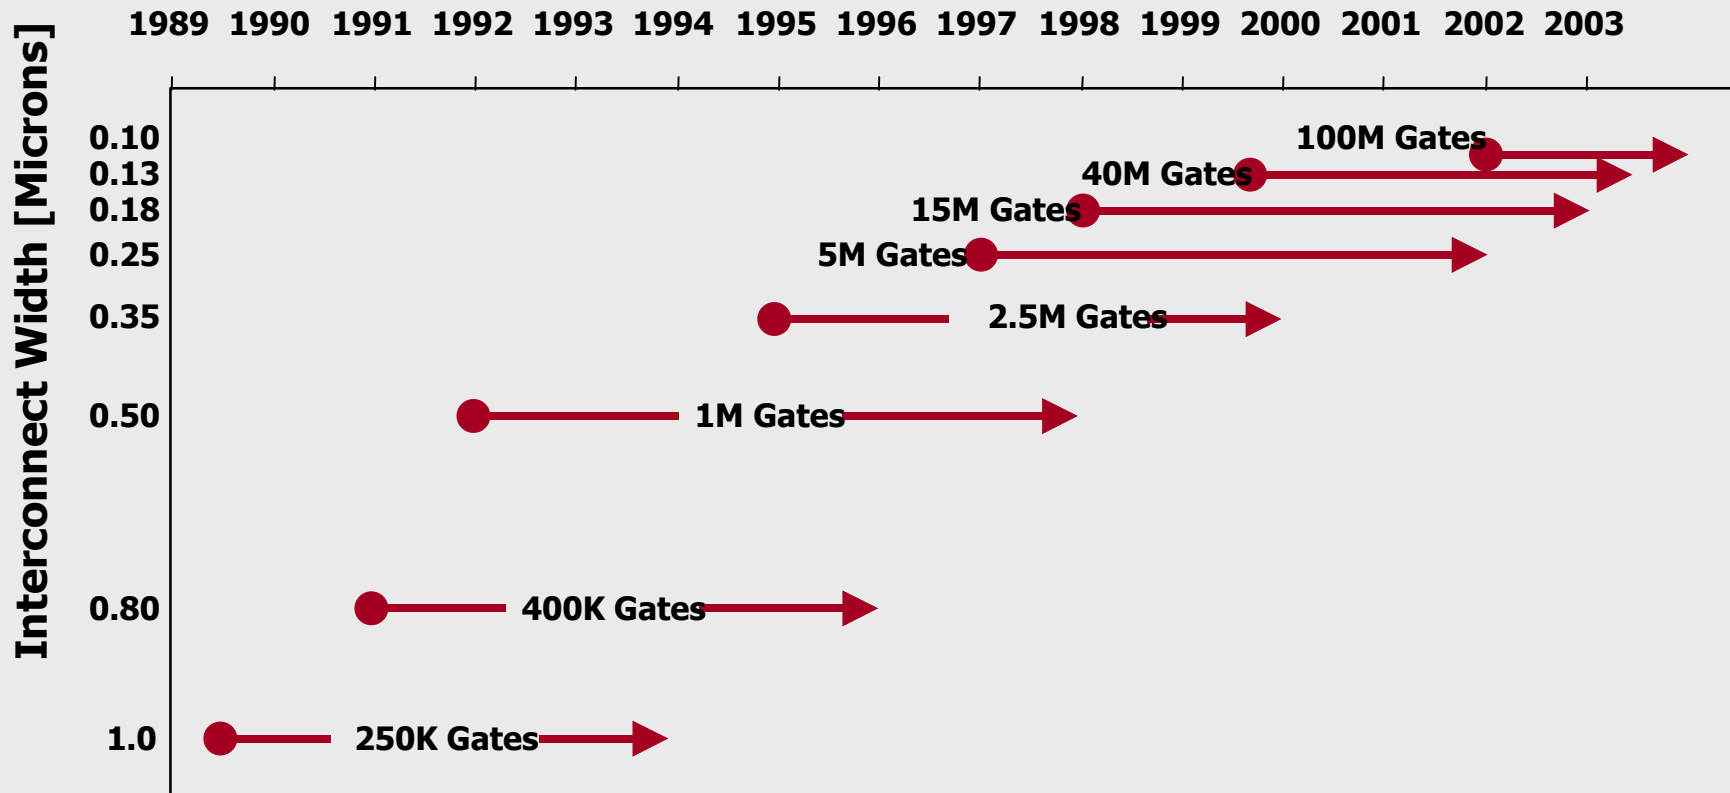 1989 1990 1991 1992 1993 1994 1995 1996 1997 1998 1999 2000 2001 2002 2003
Interconnect Width [Microns]
0.10 100M Gates
0.13 40M Gates
0.18 15M Gates
0.25 5M Gates
0.35 2.5M Gates
0.50 1M Gates
0.80 400K Gates
1.0 250K Gates